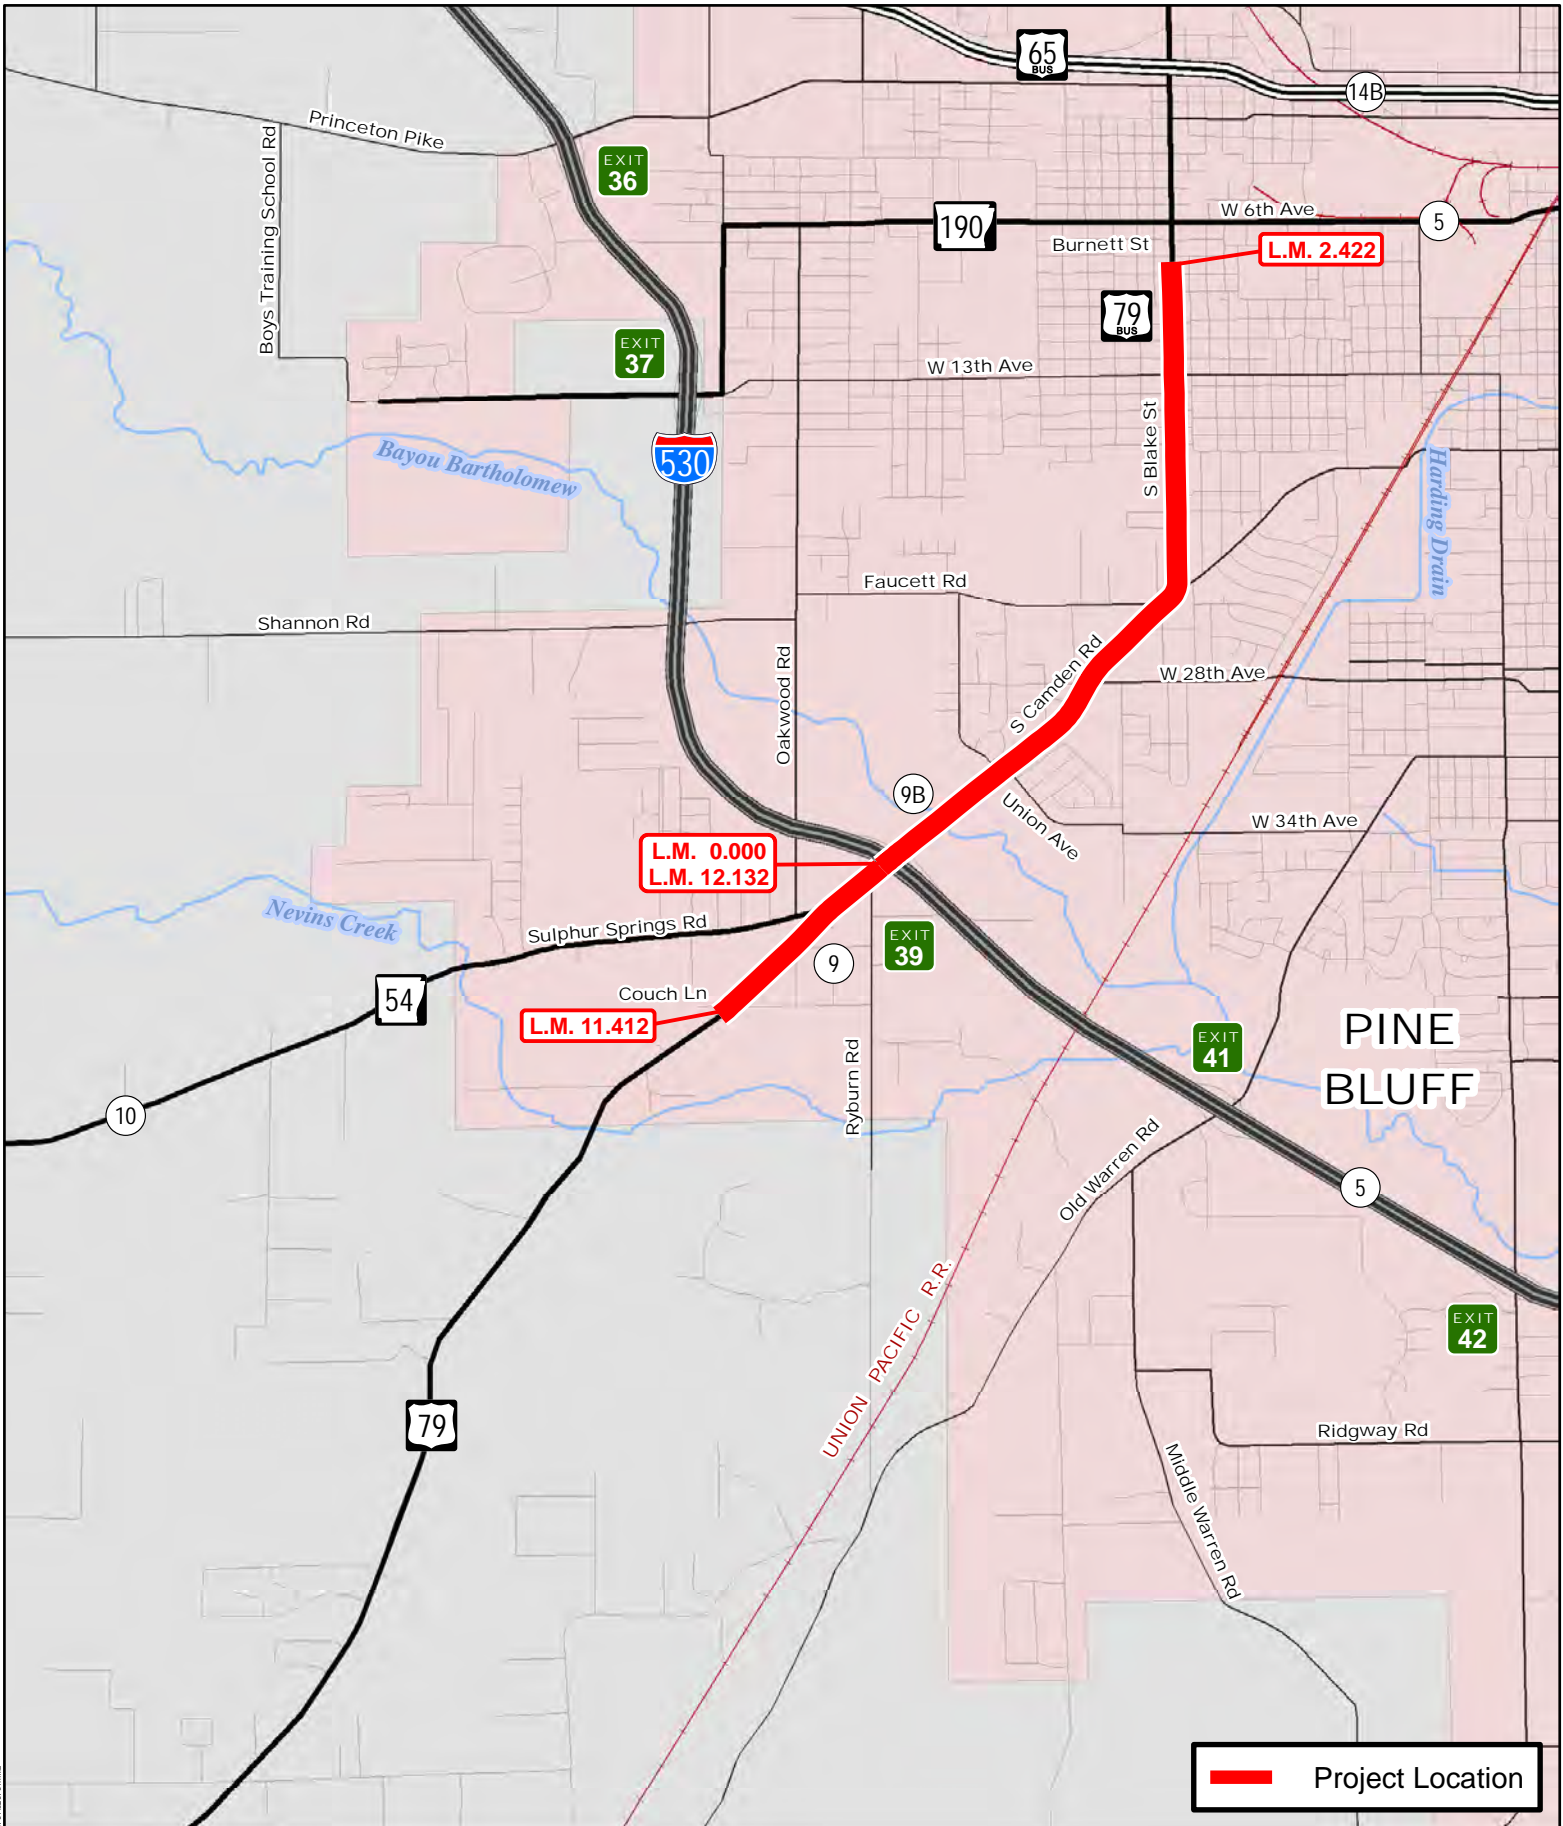 65
BUS
14B
Princeton Pike
Boys Training School Rd
EXIT
36
190
W 6th Ave
5
Burnett St
L.M. 2.422
79
BUS
EXIT
37
W 13th Ave
S Blake St
530
Bayou Bartholomew
Harding Drain
Faucett Rd
Shannon Rd
Oakwood Rd
S Camden Rd
W 28th Ave
9B
Union Ave
W 34th Ave
L.M. 0.000
L.M. 12.132
Nevins Creek
Sulphur Springs Rd
EXIT
39
9
54
Couch Ln
L.M. 11.412
PINE
BLUFF
EXIT
41
Ryburn Rd
10
Old Warren Rd
5
UNION PACIFIC R.R.
EXIT
42
79
Ridgway Rd
Middle Warren Rd
Project Location